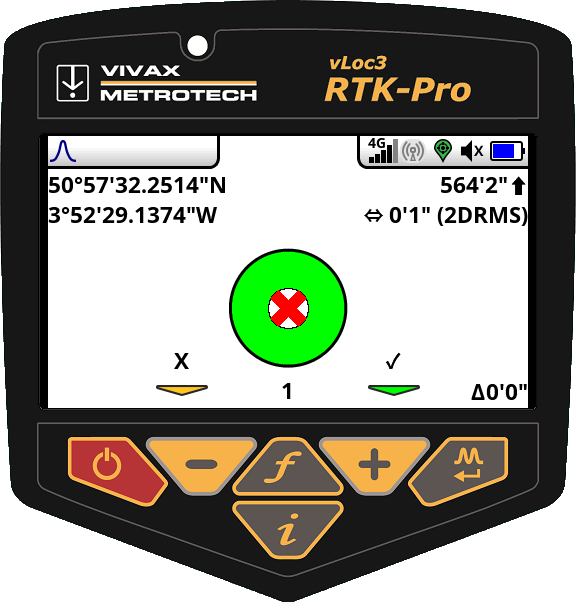 VIVAX
METROTECH
vLoc3
RTK-Pro
4G
x
50°57'32.2514"N
564'2"⬆
3°52'29.1374"W
⇔ 0'1" (2DRMS)
X
✓
1
Δ0'0"
f
i